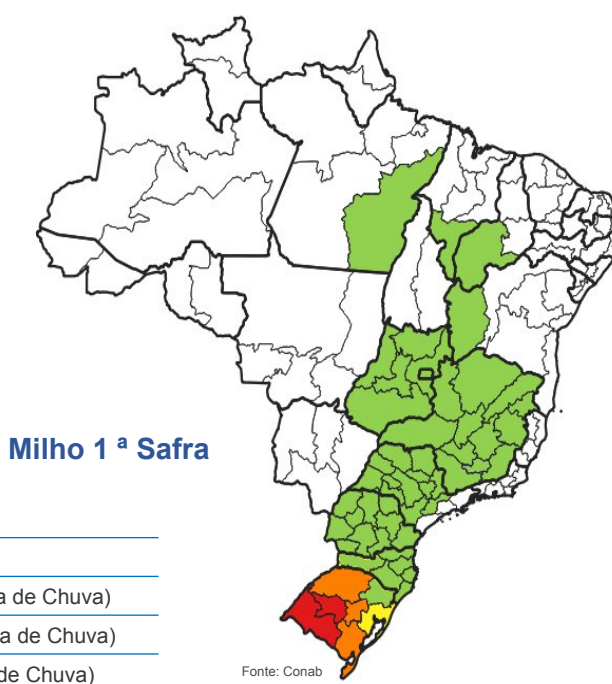 Milho 1 ª Safra
a de Chuva)
a de Chuva)
de Chuva)
Fonte: Conab